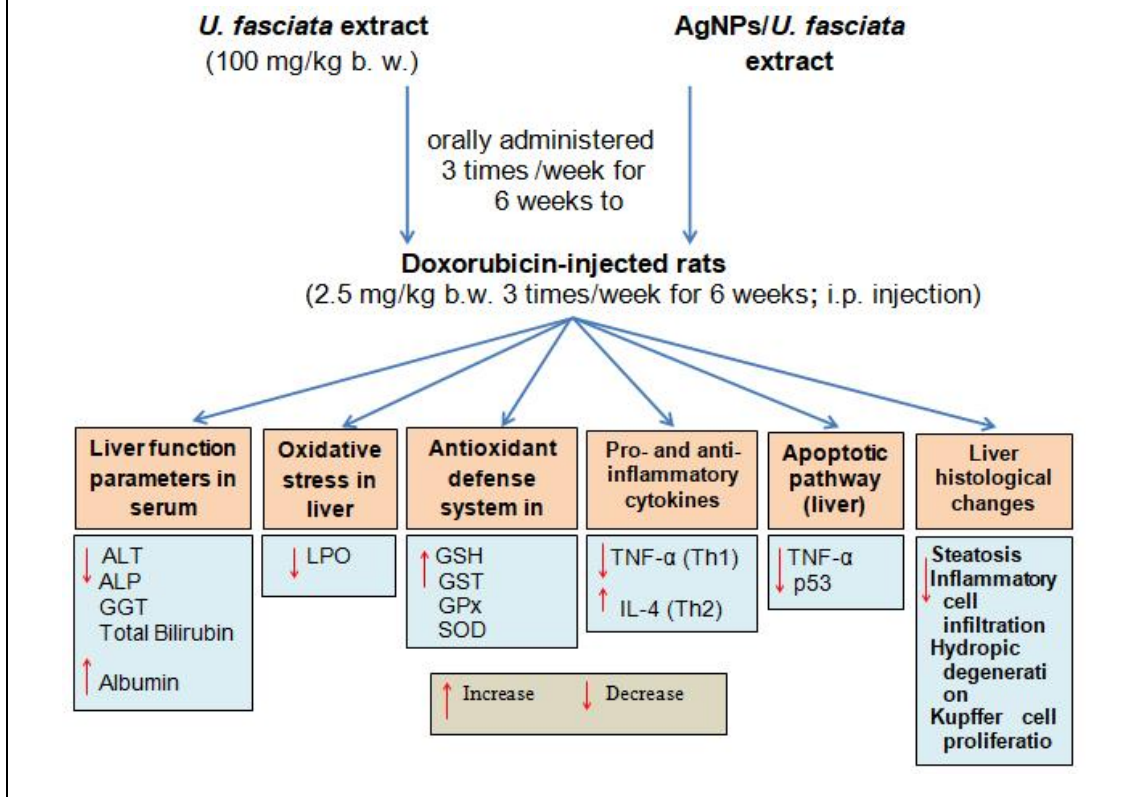 U. fasciata extract
(100 mg/kg b. w.)
AgNPs/U. fasciata
extract
orally administered
3 times /week for
6 weeks to
Doxorubicin-injected rats
(2.5 mg/kg b.w. 3 times/week for 6 weeks; i.p. injection)
Liver function
parameters in
serum
ALT
ALP
GGT
Total Bilirubin
Albumin
Oxidative
stress in
liver
LPO
Antioxidant
defense
system in
GSH
GST
GPx
SOD
Pro- and anti-
inflammatory
cytokines
TNF-α (Th1)
IL-4 (Th2)
Apoptotic
pathway
(liver)
TNF-α
p53
Liver
histological
changes
Steatosis
Inflammatory
cell
infiltration
Hydropic
degenerati
on
Kupffer cell
proliferatio
Increase
Decrease